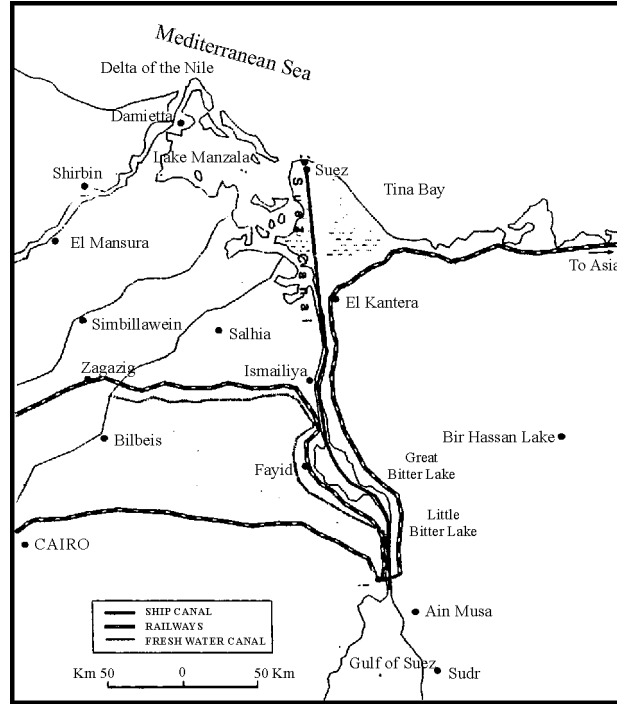 Mediterranean Sea
Delta of the Nile
Damietta
Lake Manzala
Suez
Shirbin
Tina Bay
Suaz Canal
El Mansura
To Asia
El Kantera
Simbillawein
Salhia
Zagazig
Ismailiya
Bilbeis
Bir Hassan Lake
Great
Bitter Lake
Fayid
Little
Bitter Lake
CAIRO
SHIP CANAL
RAILWAYS
FRESH WATER CANAL
Ain Musa
Gulf of Suez
Sudr
Km 50 0 50 Km